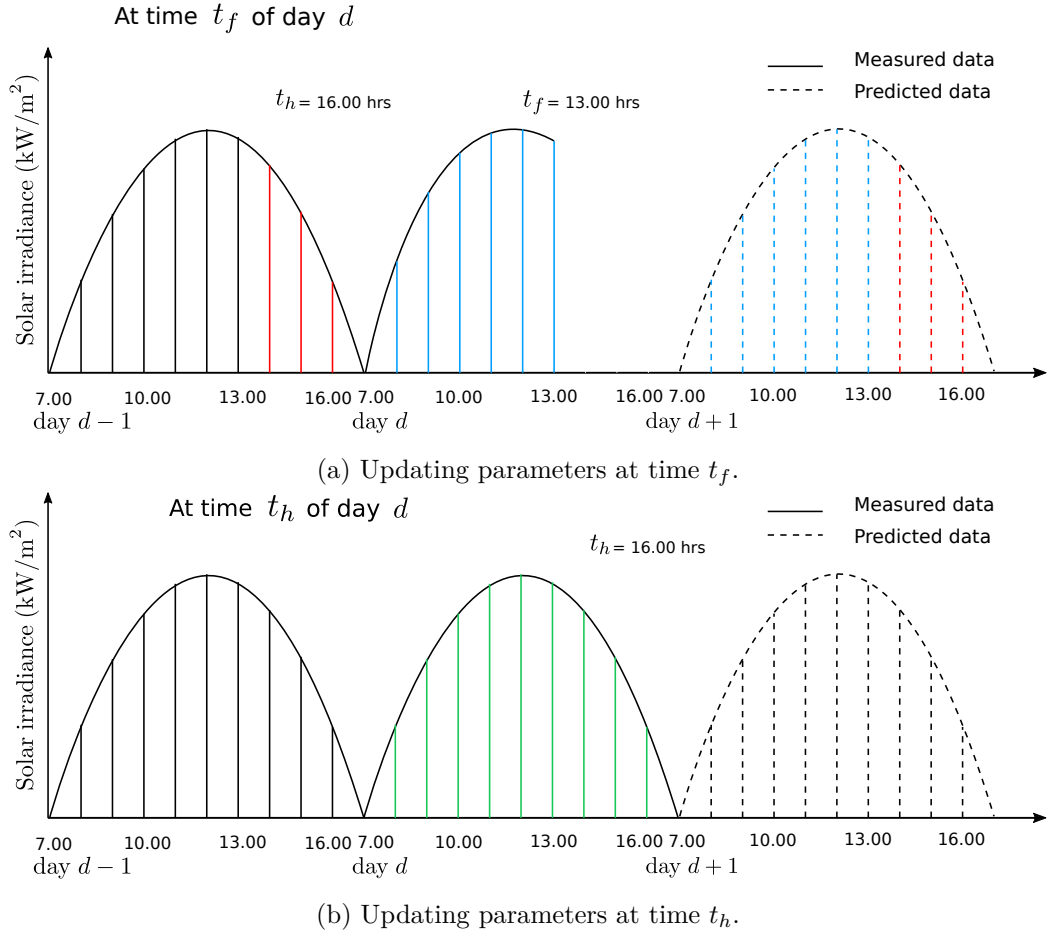 At time t_f of day d
Measured data
Predicted data
t_h = 16.00 hrs
t_f = 13.00 hrs
Solar irradiance (kW/m²)
7.00 10.00 13.00 16.00 7.00 10.00 13.00 16.00 7.00 10.00 13.00 16.00
day d − 1 day d day d + 1
(a) Updating parameters at time t_f.
At time t_h of day d
Measured data
Predicted data
t_h = 16.00 hrs
Solar irradiance (kW/m²)
7.00 10.00 13.00 16.00 7.00 10.00 13.00 16.00 7.00 10.00 13.00 16.00
day d − 1 day d day d + 1
(b) Updating parameters at time t_h.